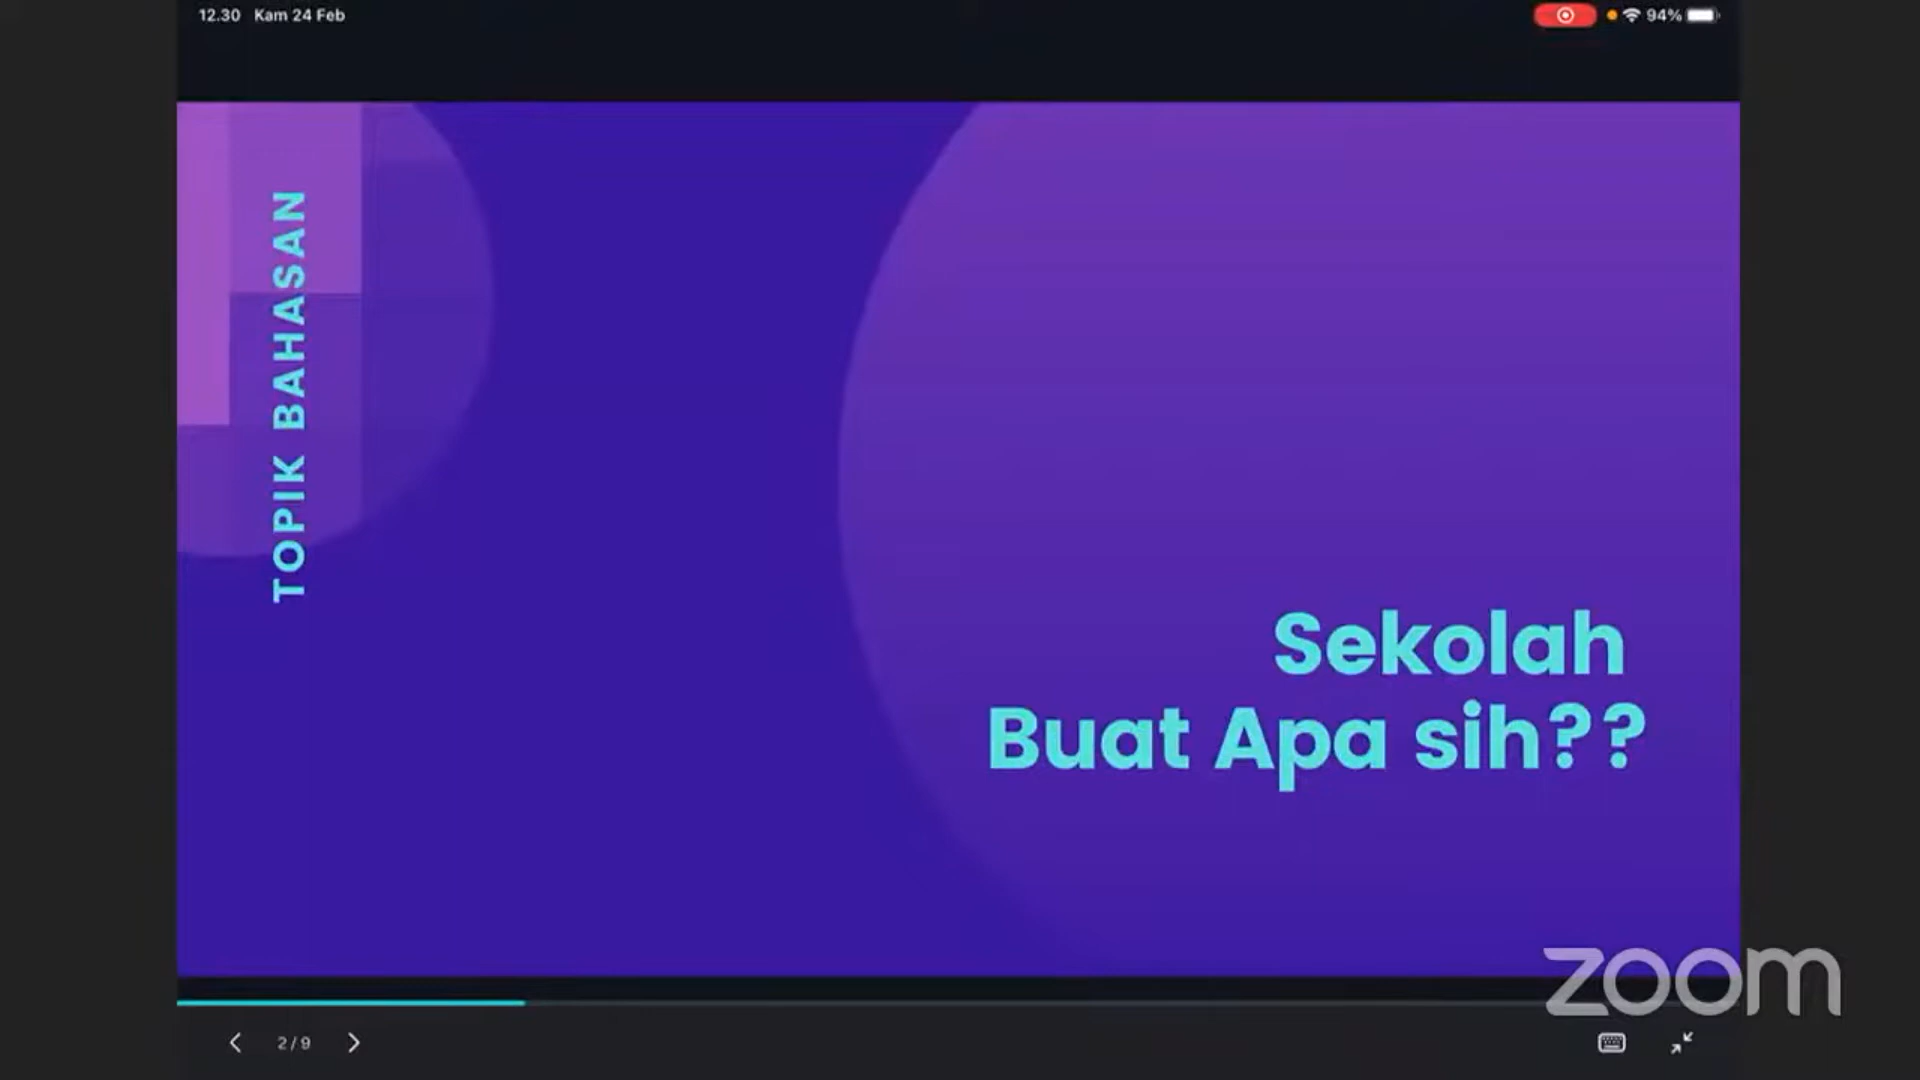 12.30 Kam 24 Feb
94%
TOPIK BAHASAN
Sekolah
Buat Apa sih??
zoom
2/9